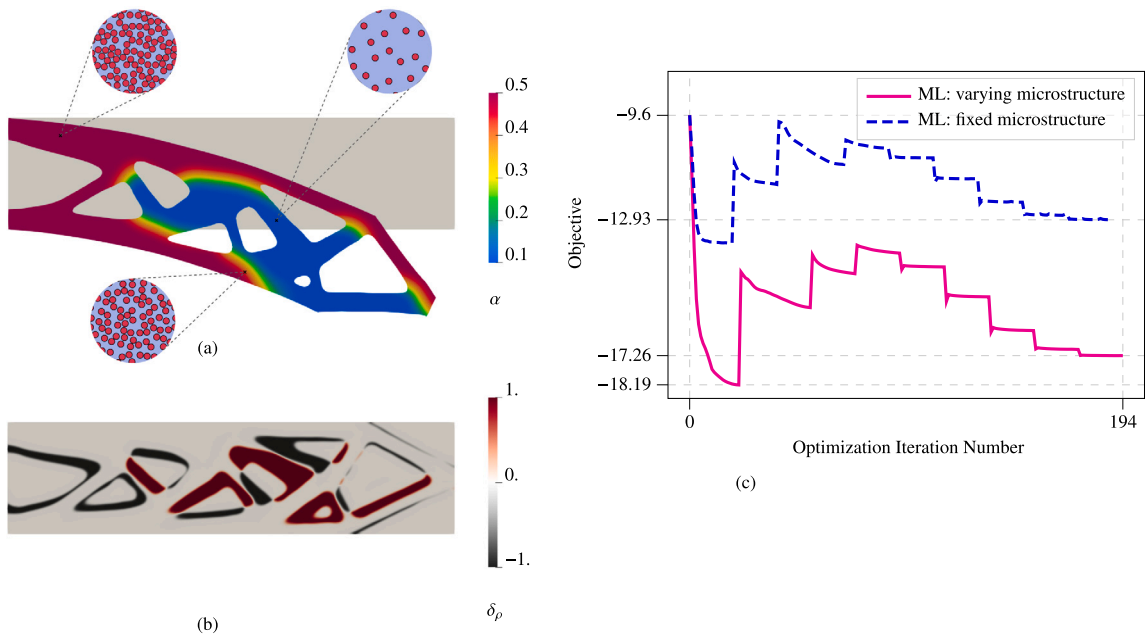 0.5
0.4
0.3
0.2
0.1
α
(a)
1.
0.
−1.
δρ
(b)
ML: varying microstructure
ML: fixed microstructure
−9.6
−12.93
−17.26
−18.19
Objective
0
194
Optimization Iteration Number
(c)